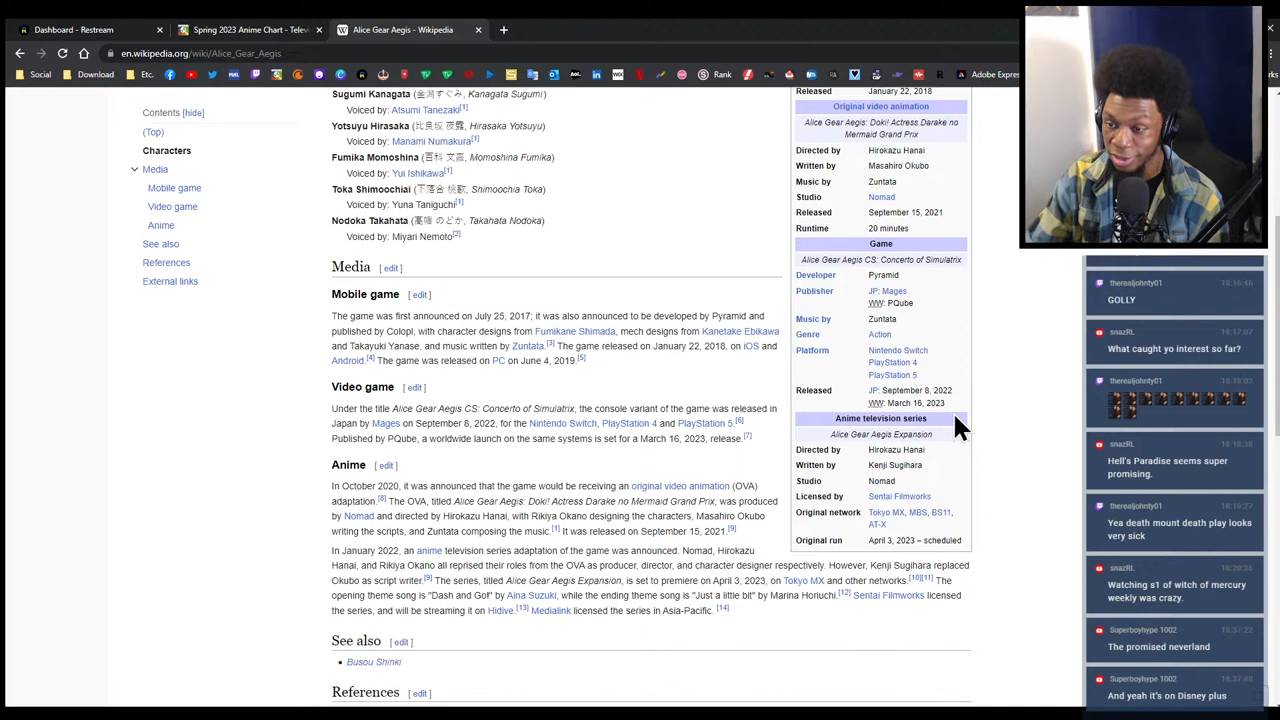 Dashboard - Restream
Spring 2023 Anime Chart - Telev
Alice Gear Aegis - Wikipedia
en.wikipedia.org/wiki/Alice_Gear_Aegis
Social
Download
Etc.
Rank
Adobe Expres
Contents [hide]
(Top)
Characters
Media
Mobile game
Video game
Anime
See also
References
External links
Sugumi Kanagata (金潟すぐみ, Kanagata Sugumi)
Voiced by: Atsumi Tanezaki[1]
Yotsuyu Hirasaka (比良坂 夜露, Hirasaka Yotsuyu)
Voiced by: Manami Numakura[1]
Fumika Momoshina (百科 文嘉, Momoshina Fumika)
Voiced by: Yui Ishikawa[1]
Toka Shimoochiai (下落合 桃歌, Shimoochia Toka)
Voiced by: Yuna Taniguchi[1]
Nodoka Takahata (高幡 のどか, Takahata Nodoka)
Voiced by: Miyari Nemoto[2]
Media [ edit ]
Mobile game [ edit ]
The game was first announced on July 25, 2017; it was also announced to be developed by Pyramid and
published by Colopl, with character designs from Fumikane Shimada, mech designs from Kanetake Ebikawa
and Takayuki Yanase, and music written by Zuntata.[3] The game released on January 22, 2018, on iOS and
Android.[4] The game was released on PC on June 4, 2019.[5]
Video game [ edit ]
Under the title Alice Gear Aegis CS: Concerto of Simulatrix, the console variant of the game was released in
Japan by Mages on September 8, 2022, for the Nintendo Switch, PlayStation 4 and PlayStation 5.[6]
Published by PQube, a worldwide launch on the same systems is set for a March 16, 2023, release.[7]
Anime [ edit ]
In October 2020, it was announced that the game would be receiving an original video animation (OVA)
adaptation.[8] The OVA, titled Alice Gear Aegis: Doki! Actress Darake no Mermaid Grand Prix, was produced
by Nomad and directed by Hirokazu Hanai, with Rikiya Okano designing the characters, Masahiro Okubo
writing the scripts, and Zuntata composing the music.[1] It was released on September 15, 2021.[9]
In January 2022, an anime television series adaptation of the game was announced. Nomad, Hirokazu
Hanai, and Rikiya Okano all reprised their roles from the OVA as producer, director, and character designer respectively. However, Kenji Sugihara replaced
Okubo as script writer.[9] The series, titled Alice Gear Aegis Expansion, is set to premiere on April 3, 2023, on Tokyo MX and other networks.[10][11] The
opening theme song is "Dash and Go!" by Aina Suzuki, while the ending theme song is "Just a little bit" by Marina Horiuchi.[12] Sentai Filmworks licensed
the series, and will be streaming it on Hidive.[13] Medialink licensed the series in Asia-Pacific. [14]
See also [ edit ]
• Busou Shinki
References [ edit ]
Released January 22, 2018
Original video animation
Alice Gear Aegis: Doki! Actress Darake no
Mermaid Grand Prix
Directed by Hirokazu Hanai
Written by Masahiro Okubo
Music by Zuntata
Studio Nomad
Released September 15, 2021
Runtime 20 minutes
Game
Alice Gear Aegis CS: Concerto of Simulatrix
Developer Pyramid
Publisher JP: Mages
WW: PQube
Music by Zuntata
Genre Action
Platform Nintendo Switch
PlayStation 4
PlayStation 5
Released JP: September 8, 2022
WW: March 16, 2023
Anime television series
Alice Gear Aegis Expansion
Directed by Hirokazu Hanai
Written by Kenji Sugihara
Studio Nomad
Licensed by Sentai Filmworks
Original network Tokyo MX, MBS, BS11,
AT-X
Original run April 3, 2023 – scheduled
therealjohnty01 18:16:46
GOLLY
snazRL 18:17:07
What caught yo interest so far?
therealjohnty01 18:18:02
snazRL 18:18:38
Hell's Paradise seems super
promising.
therealjohnty01 18:19:27
Yea death mount death play looks
very sick
snazRL 18:20:36
Watching s1 of witch of mercury
weekly was crazy.
Superboyhype 1002 18:37:22
The promised neverland
Superboyhype 1002 18:37:48
And yeah it's on Disney plus